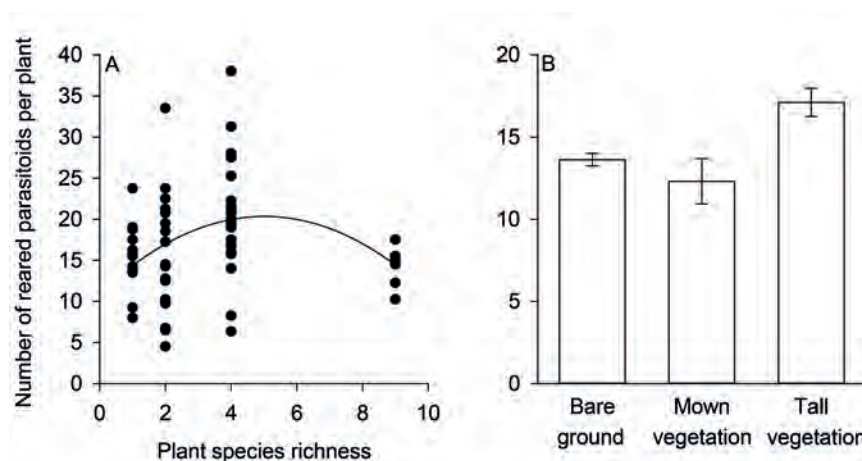 Number of reared parasitoids per plant
A
40
35
30
25
20
15
10
5
0
0 2 4 6 8 10
Plant species richness
B
20
15
10
5
0
Bare Mown Tall
ground vegetation vegetation